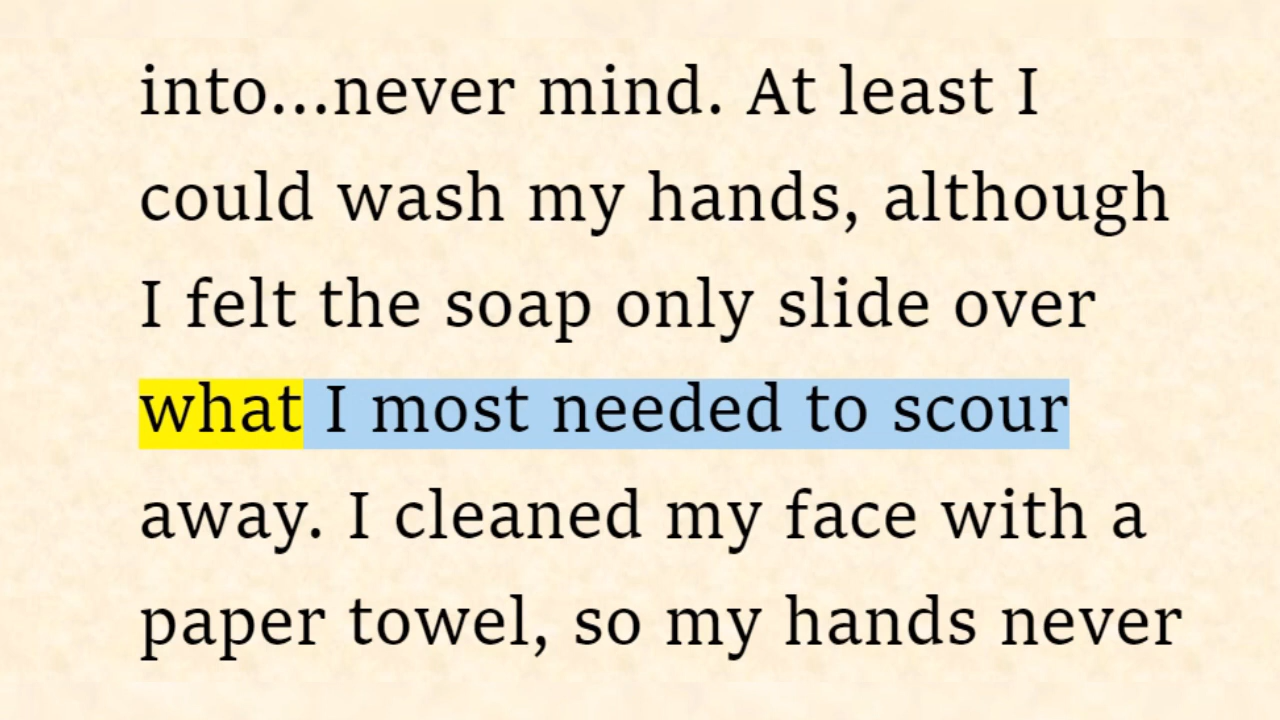 into...never mind. At least I
could wash my hands, although
I felt the soap only slide over
what I most needed to scour
away. I cleaned my face with a
paper towel, so my hands never